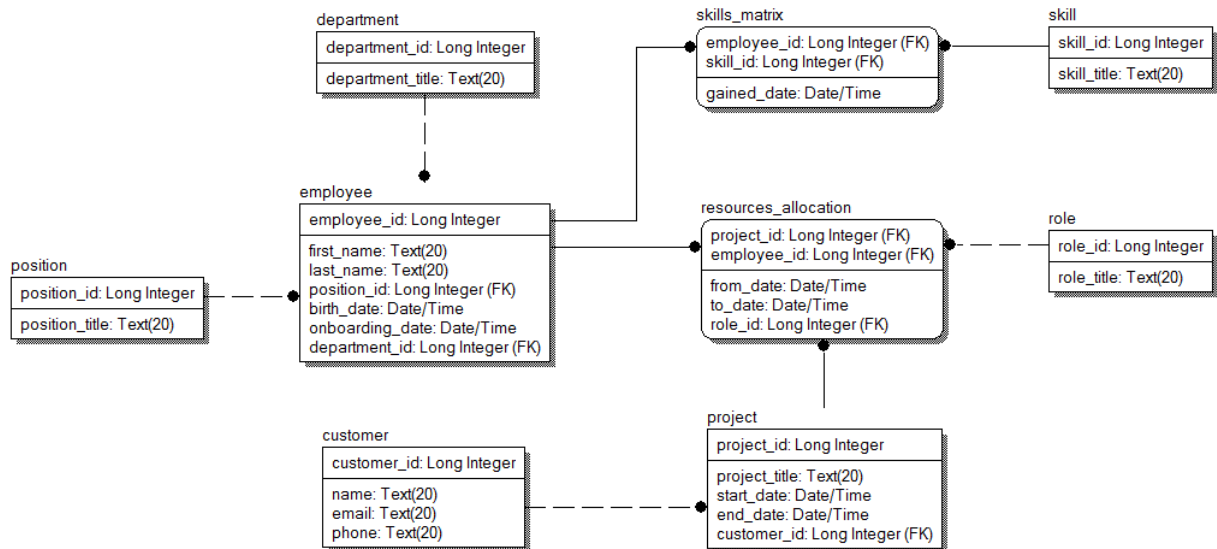 department
department_id: Long Integer
department_title: Text(20)
skills_matrix
employee_id: Long Integer (FK)
skill_id: Long Integer (FK)
gained_date: Date/Time
skill
skill_id: Long Integer
skill_title: Text(20)
employee
employee_id: Long Integer
first_name: Text(20)
last_name: Text(20)
position_id: Long Integer (FK)
birth_date: Date/Time
onboarding_date: Date/Time
department_id: Long Integer (FK)
resources_allocation
project_id: Long Integer (FK)
employee_id: Long Integer (FK)
from_date: Date/Time
to_date: Date/Time
role_id: Long Integer (FK)
role
role_id: Long Integer
role_title: Text(20)
position
position_id: Long Integer
position_title: Text(20)
customer
customer_id: Long Integer
name: Text(20)
email: Text(20)
phone: Text(20)
project
project_id: Long Integer
project_title: Text(20)
start_date: Date/Time
end_date: Date/Time
customer_id: Long Integer (FK)